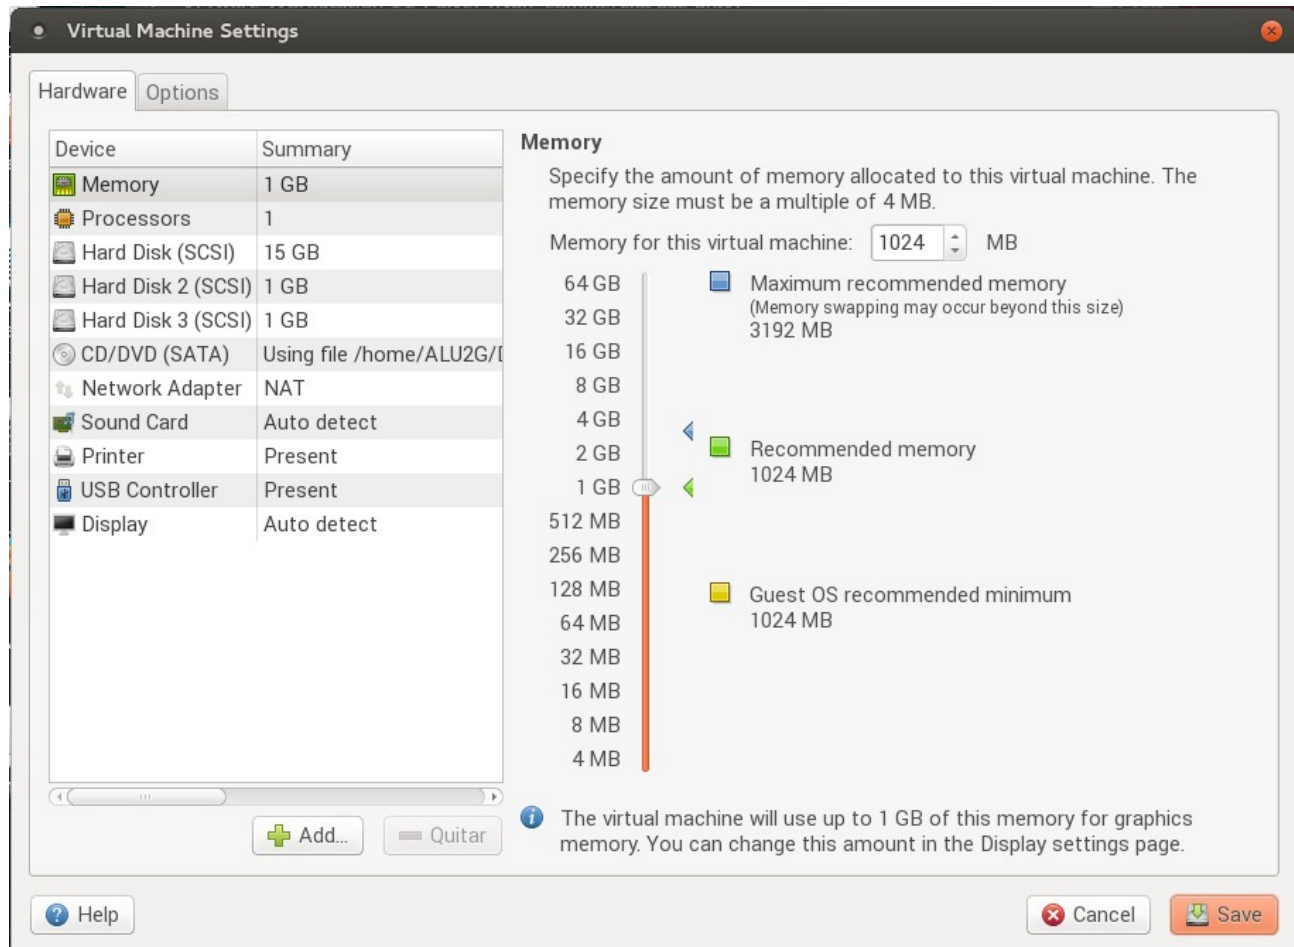 Virtual Machine Settings
Hardware Options
Device Summary
Memory 1 GB
Processors 1
Hard Disk (SCSI) 15 GB
Hard Disk 2 (SCSI) 1 GB
Hard Disk 3 (SCSI) 1 GB
CD/DVD (SATA) Using file /home/ALU2G/
Network Adapter NAT
Sound Card Auto detect
Printer Present
USB Controller Present
Display Auto detect
Add... Quitar
Memory
Specify the amount of memory allocated to this virtual machine. The
memory size must be a multiple of 4 MB.
Memory for this virtual machine: 1024 MB
64 GB
32 GB
16 GB
8 GB
4 GB
2 GB
1 GB
512 MB
256 MB
128 MB
64 MB
32 MB
16 MB
8 MB
4 MB
Maximum recommended memory
(Memory swapping may occur beyond this size)
3192 MB
Recommended memory
1024 MB
Guest OS recommended minimum
1024 MB
The virtual machine will use up to 1 GB of this memory for graphics
memory. You can change this amount in the Display settings page.
Help Cancel Save